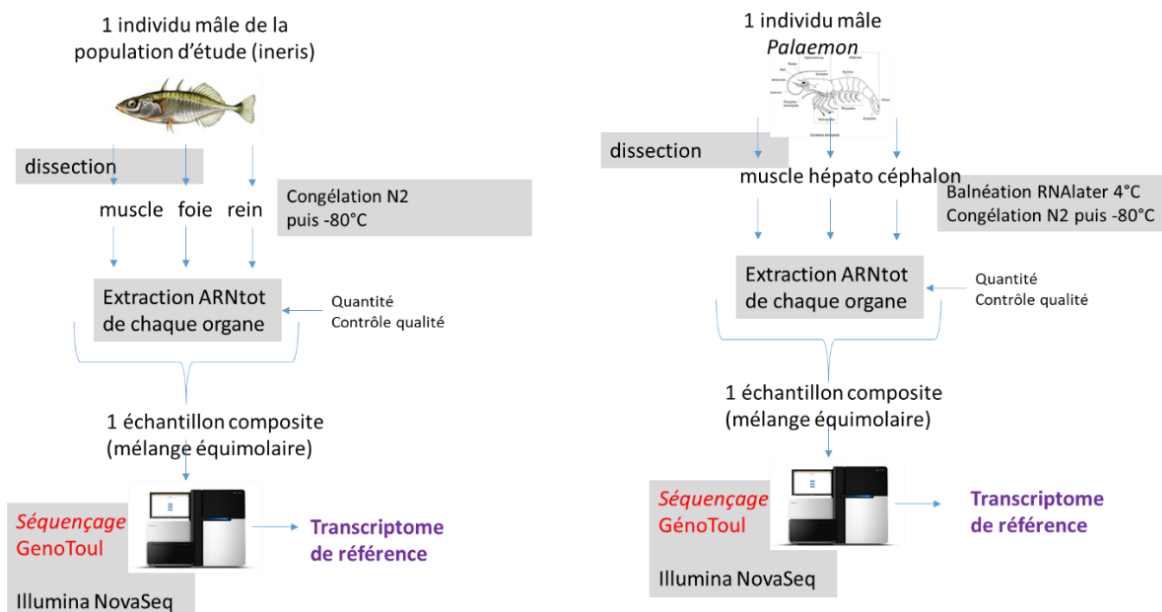 1 individu mâle de la
population d'étude (ineris)
dissection
muscle foie rein
Congélation N2
puis -80°C
Extraction ARNtot
de chaque organe
Quantité
Contrôle qualité
1 échantillon composite
(mélange équimolaire)
Séquençage
GenoToul
Illumina NovaSeq
Transcriptome
de référence
1 individu mâle
Palaemon
dissection
muscle hépato céphalon
Balnéation RNAlater 4°C
Congélation N2 puis -80°C
Extraction ARNtot
de chaque organe
Quantité
Contrôle qualité
1 échantillon composite
(mélange équimolaire)
Séquençage
GénoToul
Illumina NovaSeq
Transcriptome
de référence